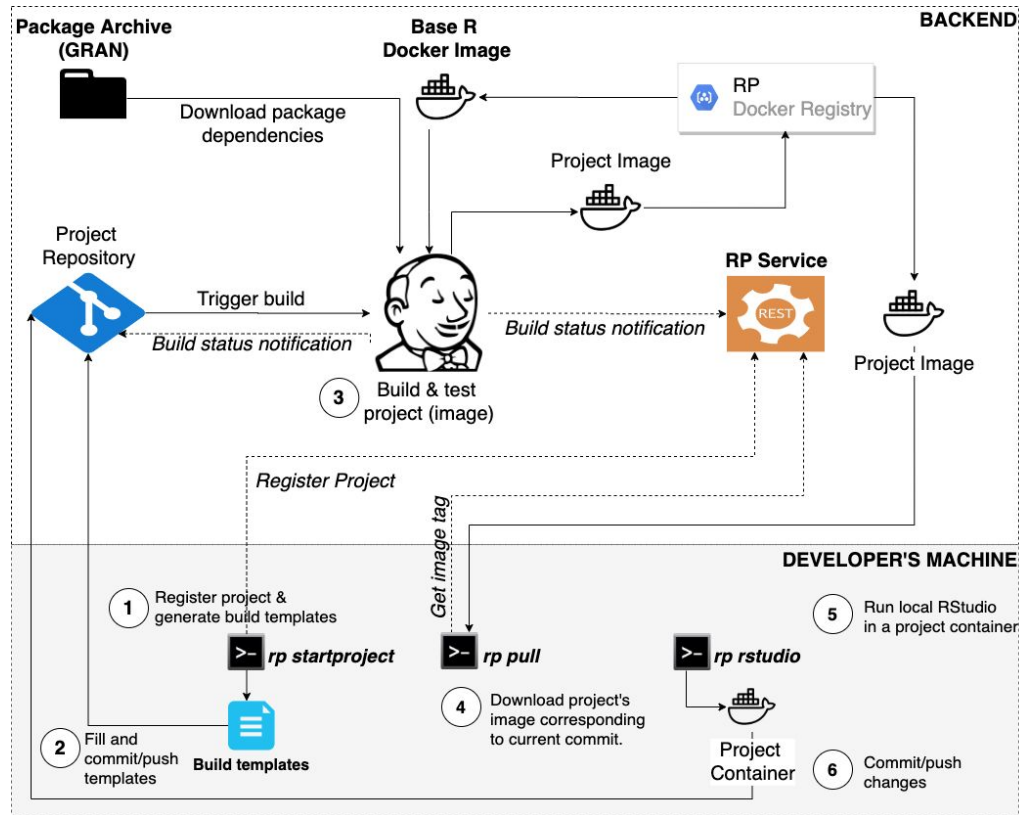 BACKEND
Package Archive
(GRAN)
Base R
Docker Image
RP
Docker Registry
Download package
dependencies
Project Image
Project
Repository
RP Service
Trigger build
REST
Build status notification
Build status notification
Project Image
3
Build & test
project (image)
Register Project
Get image tag
DEVELOPER'S MACHINE
1
Register project &
generate build templates
5
Run local RStudio
in a project container
>-
rp startproject
>-
rp pull
>-
rp rstudio
4
Download project's
image corresponding
to current commit.
2
Fill and
commit/push
templates
Build templates
Project
Container
6
Commit/push
changes